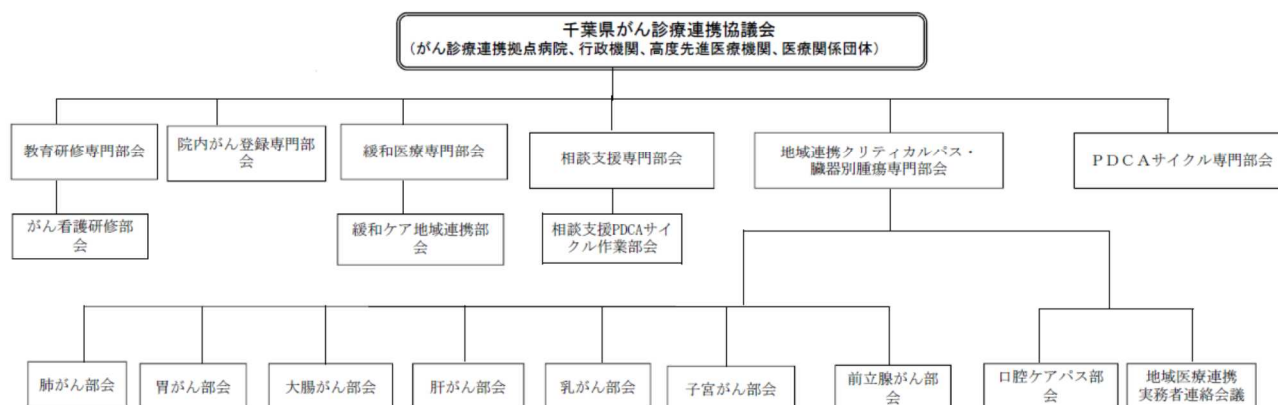 千葉県がん診療連携協議会
(がん診療連携拠点病院、行政機関、高度先進医療機関、医療関係団体)
教育研修専門部会
院内がん登録専門部
会
緩和医療専門部会
相談支援専門部会
地域連携クリティカルパス・
臓器別腫瘍専門部会
ＰＤＣＡサイクル専門部会
がん看護研修部
会
緩和ケア地域連携部
会
相談支援PDCAサイ
クル作業部会
肺がん部会
胃がん部会
大腸がん部会
肝がん部会
乳がん部会
子宮がん部会
前立腺がん部
会
口腔ケアパス部
会
地域医療連携
実務者連絡会議